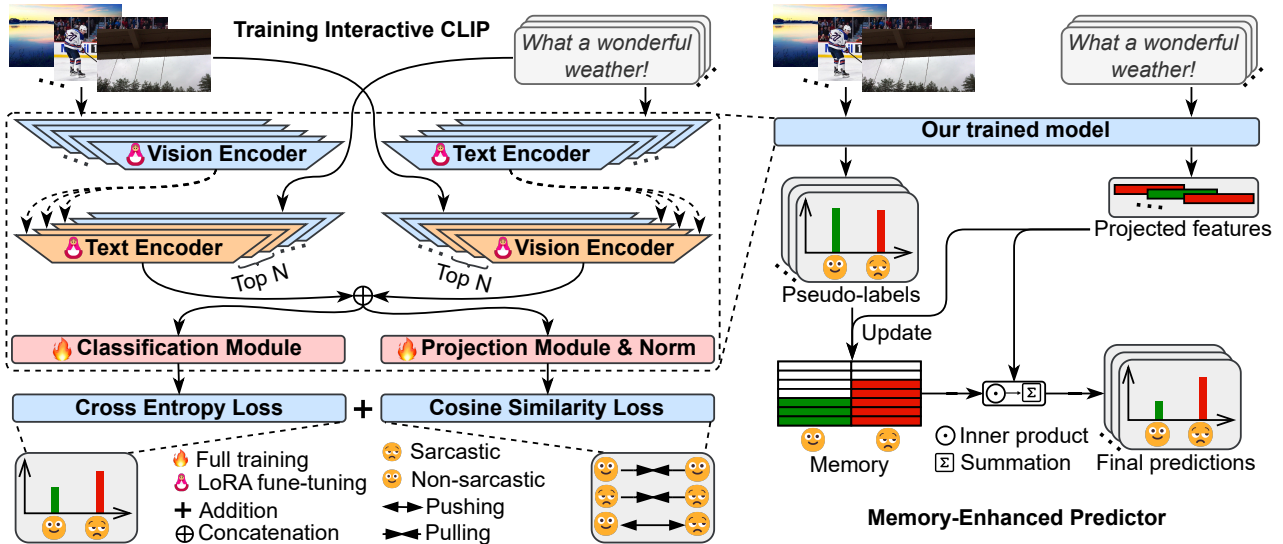 Training Interactive CLIP
What a wonderful
weather!
Vision Encoder
Text Encoder
Text Encoder
Vision Encoder
Top N
Top N
Classification Module
Projection Module & Norm
Cross Entropy Loss
+
Cosine Similarity Loss
Full training
LoRA fune-tuning
Addition
Concatenation
Sarcastic
Non-sarcastic
Pushing
Pulling
What a wonderful
weather!
Our trained model
Pseudo-labels
Projected features
Update
Memory
Σ
Inner product
Σ Summation
Final predictions
Memory-Enhanced Predictor